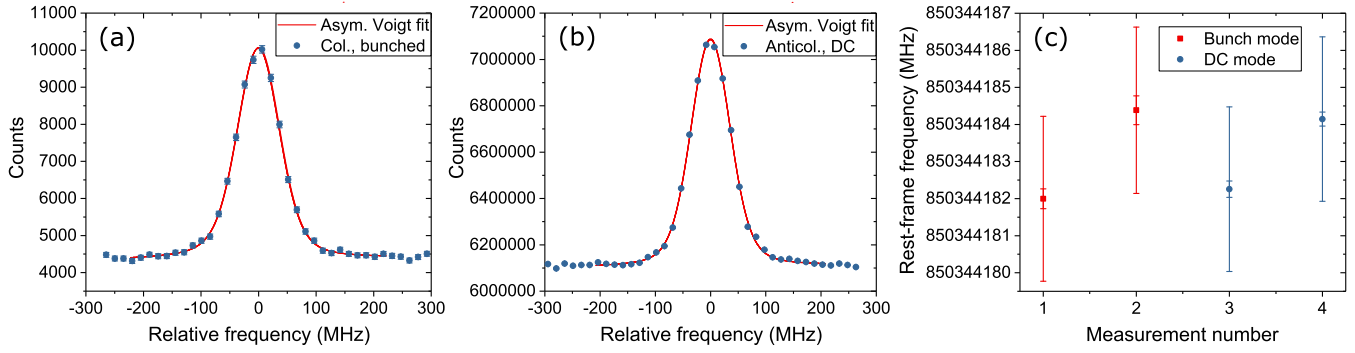 (a)
Asym. Voigt fit
Col., bunched
Counts
10000
9000
8000
7000
6000
5000
4000
-300 -200 -100 0 100 200 300
Relative frequency (MHz)
(b)
Asym. Voigt fit
Anticol., DC
Counts
7200000
7000000
6800000
6600000
6400000
6200000
6000000
-300 -200 -100 0 100 200 300
Relative frequency (MHz)
(c)
Bunch mode
DC mode
Rest-frame frequency (MHz)
850344187
850344186
850344185
850344184
850344183
850344182
850344181
850344180
1 2 3 4
Measurement number